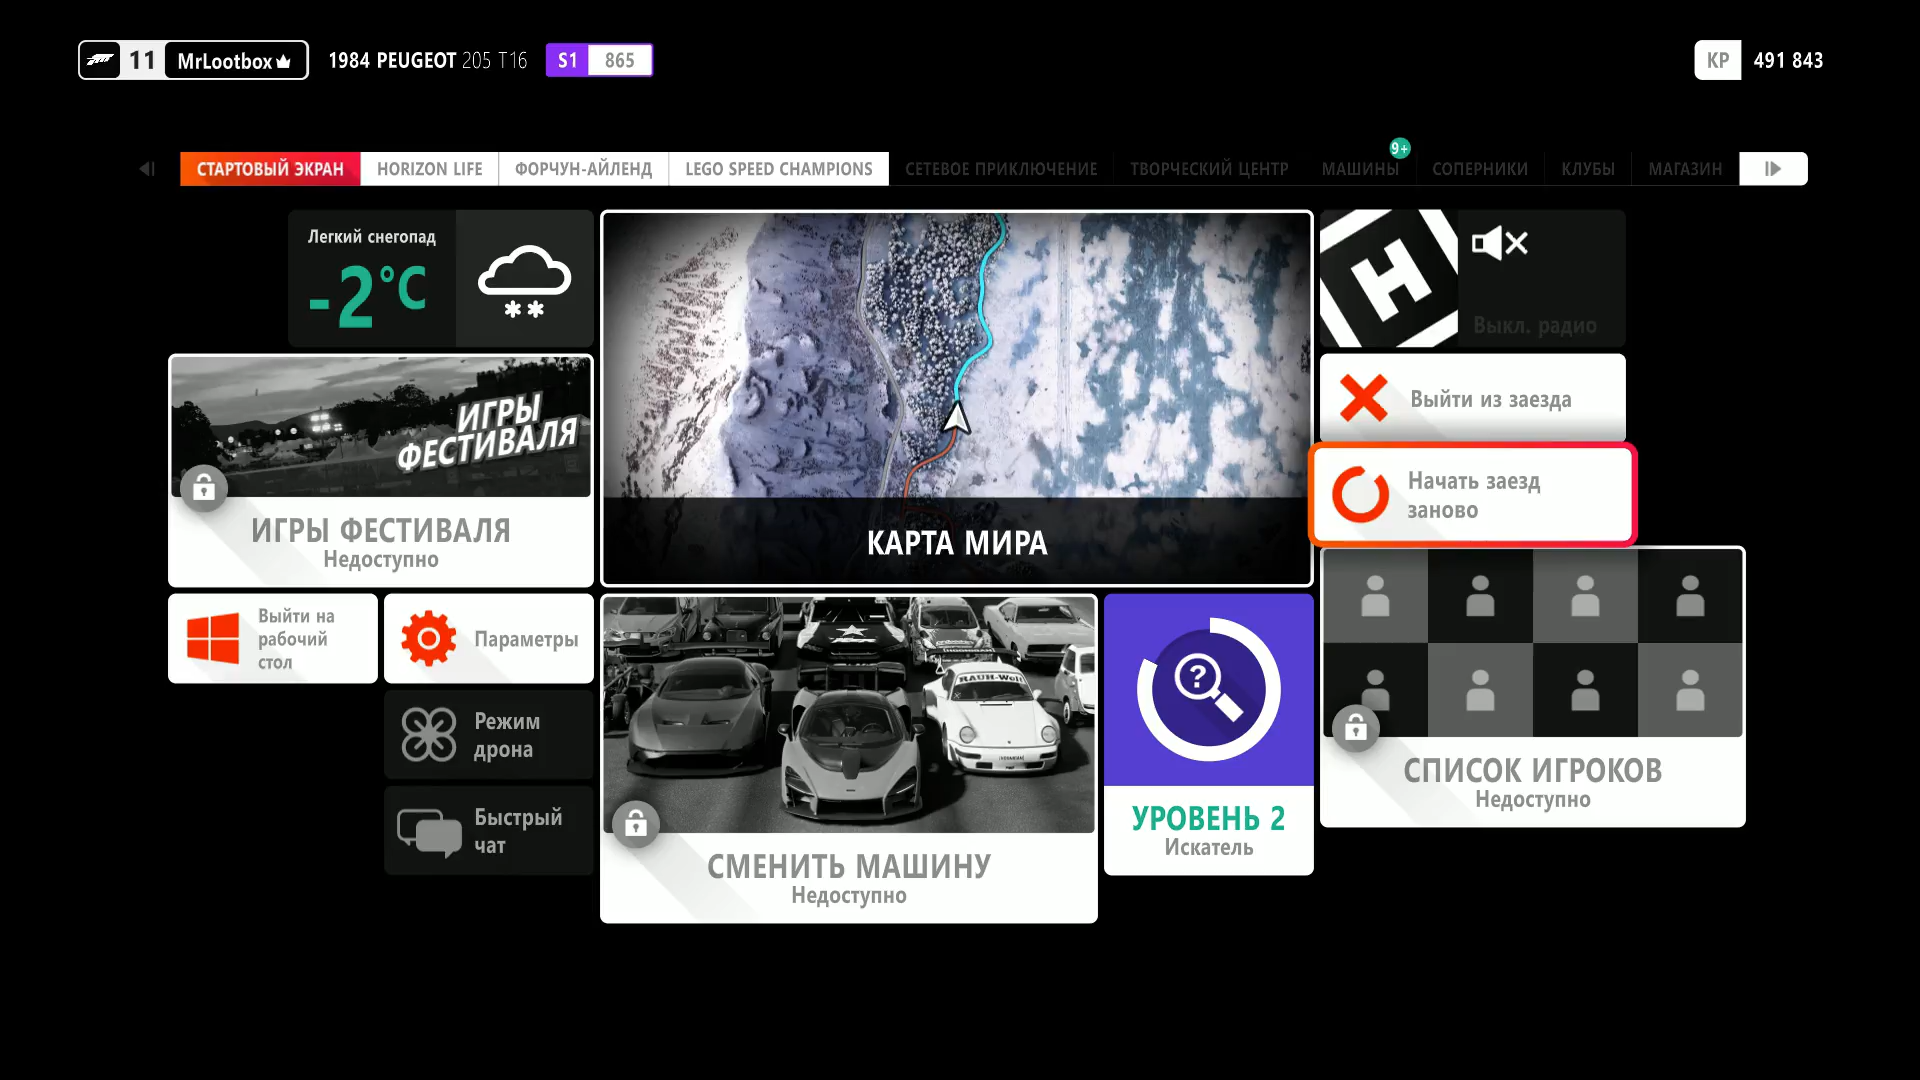 11 MrLootbox
1984 PEUGEOT 205 T16
S1 865
КР 491 843
СТАРТОВЫЙ ЭКРАН
HORIZON LIFE
ФОРЧУН-АЙЛЕНД
LEGO SPEED CHAMPIONS
СЕТЕВОЕ ПРИКЛЮЧЕНИЕ
ТВОРЧЕСКИЙ ЦЕНТР
МАШИНЫ
9+
СОПЕРНИКИ
КЛУБЫ
МАГАЗИН
Легкий снегопад
-2°C
ИГРЫ
ФЕСТИВАЛЯ
ИГРЫ ФЕСТИВАЛЯ
Недоступно
Выйти на
рабочий
стол
Параметры
Режим
дрона
Быстрый
чат
КАРТА МИРА
RAUH-Welt
HOONIGAN
СМЕНИТЬ МАШИНУ
Недоступно
?
УРОВЕНЬ 2
Искатель
H
Выкл. радио
Выйти из заезда
Начать заезд
заново
СПИСОК ИГРОКОВ
Недоступно